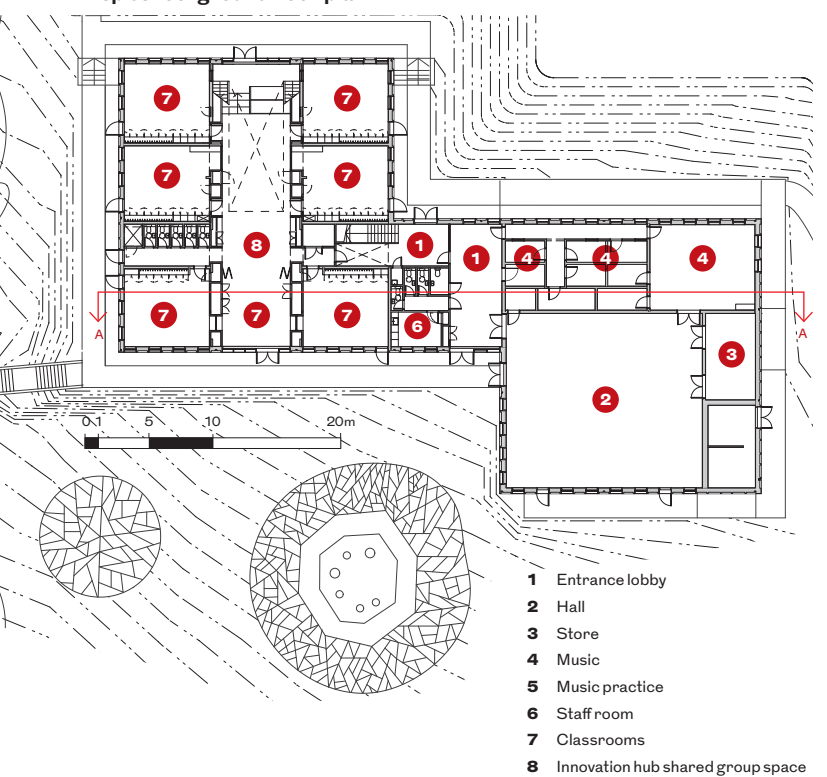 7 7
7 7
8 1 1 4 4 4
7 7 7 6
A A
3
2
0 1 5 10 20m
1 Entrance lobby
2 Hall
3 Store
4 Music
5 Music practice
6 Staff room
7 Classrooms
8 Innovation hub shared group space